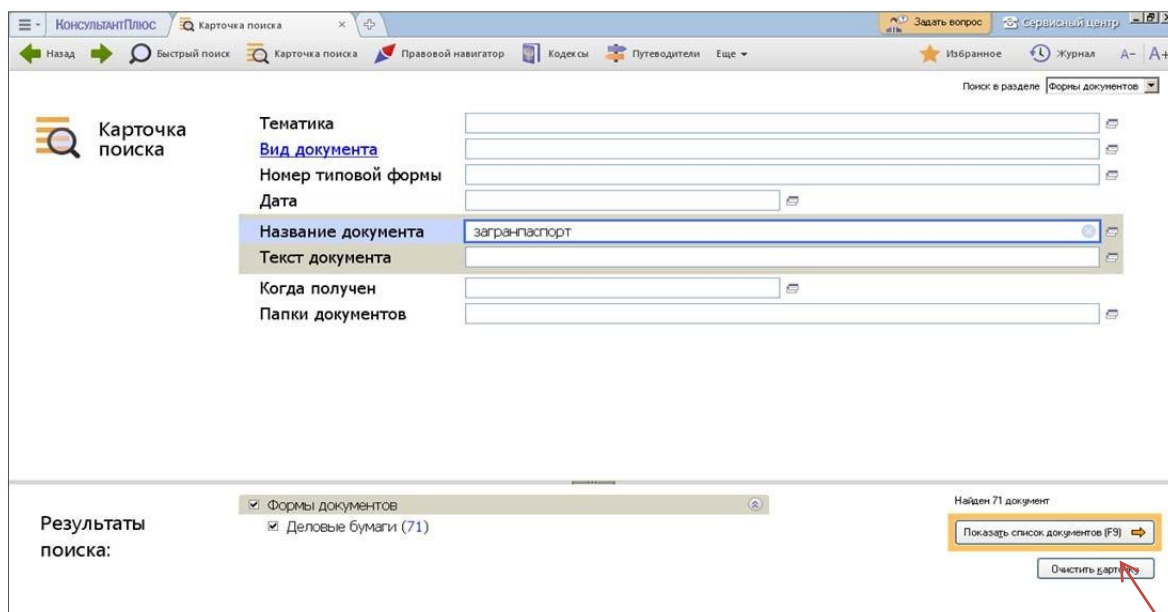 КонсультантПлюс Карточка поиска Задать вопрос Сервисный центр
Назад Быстрый поиск Карточка поиска Правовой навигатор Кодексы Путеводители Еще Избранное Журнал А- А+
Поиск в разделе Формы документов
Карточка поиска
Тематика
Вид документа
Номер типовой формы
Дата
Название документа загранпаспорт
Текст документа
Когда получен
Папки документов
Результаты поиска:
Формы документов
Деловые бумаги (71)
Найден 71 документ
Показать список документов (F9)
Очистить карточку